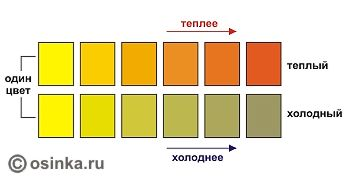 теплее
теплый
один
цвет
холодный
холоднее
© osinka.ru